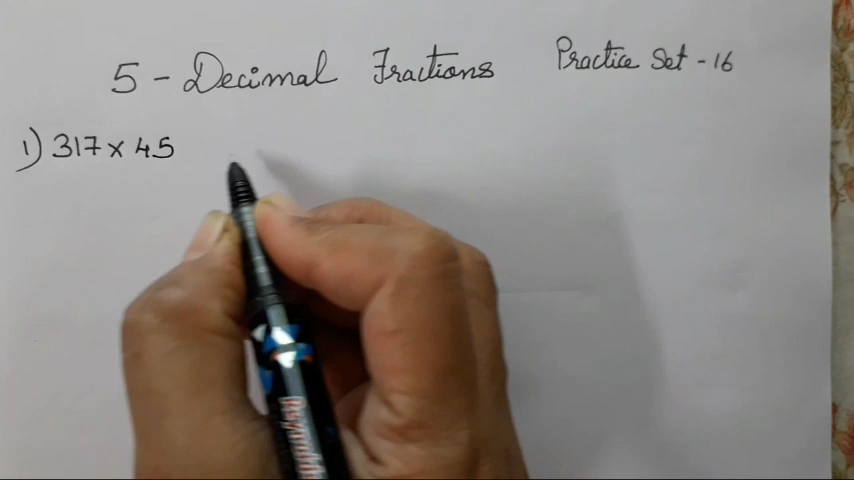 5 - Decimal Fractions Practice Set - 16
1) 317 x 45